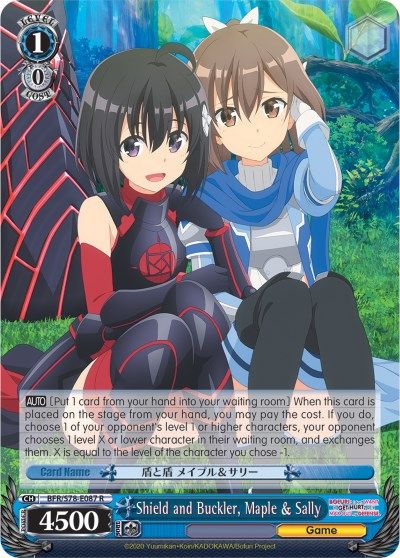 LEVEL
1
0
COST
AUTO [Put 1 card from your hand into your waiting room] When this card is
placed on the stage from your hand, you may pay the cost. If you do,
choose 1 of your opponent's level 1 or higher characters, your opponent
chooses 1 level X or lower character in their waiting room, and exchanges
them. X is equal to the level of the character you chose -1.
Card Name
盾と盾 メイプル＆サリー
CH BFR/S78-E087 R
Shield and Buckler, Maple & Sally
POWER
4500
SOUL
Game
©2020 Yuumikan・Koin/KADOKAWA/Bofuri Project